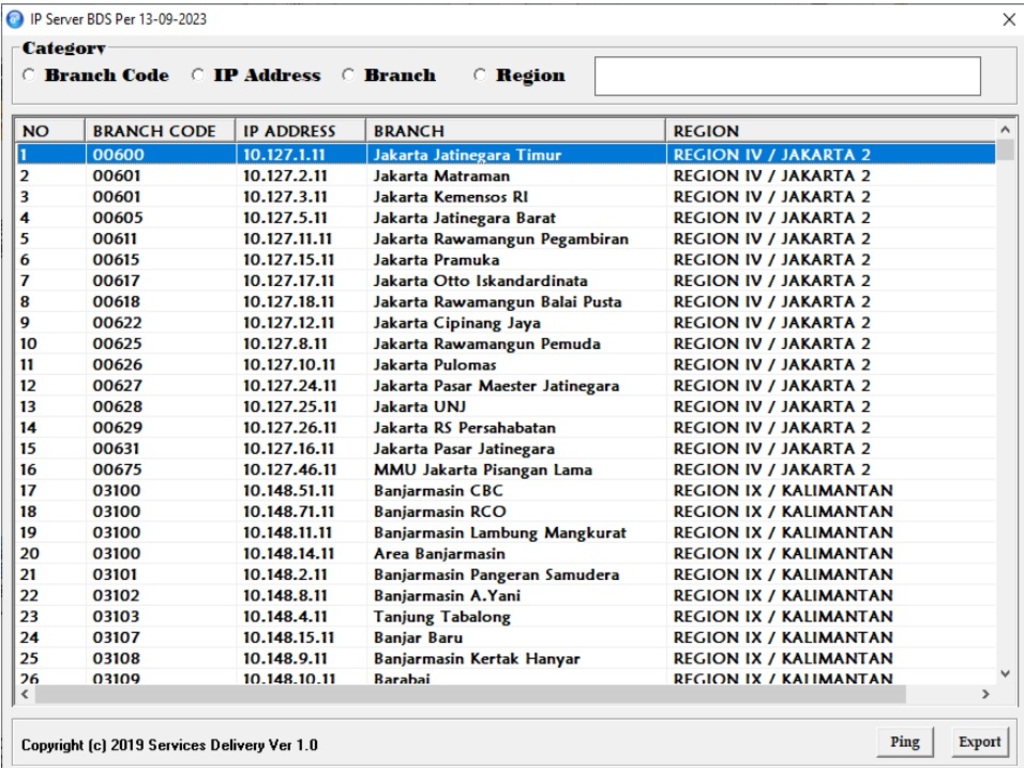 IP Server BDS Per 13-09-2023
Category
Branch Code IP Address Branch Region
NO BRANCH CODE IP ADDRESS BRANCH REGION
1 00600 10.127.1.11 Jakarta Jatinegara Timur REGION IV / JAKARTA 2
2 00601 10.127.2.11 Jakarta Matraman REGION IV / JAKARTA 2
3 00601 10.127.3.11 Jakarta Kemensos RI REGION IV / JAKARTA 2
4 00605 10.127.5.11 Jakarta Jatinegara Barat REGION IV / JAKARTA 2
5 00611 10.127.11.11 Jakarta Rawamangun Pegambiran REGION IV / JAKARTA 2
6 00615 10.127.15.11 Jakarta Pramuka REGION IV / JAKARTA 2
7 00617 10.127.17.11 Jakarta Otto Iskandardinata REGION IV / JAKARTA 2
8 00618 10.127.18.11 Jakarta Rawamangun Balai Pusta REGION IV / JAKARTA 2
9 00622 10.127.12.11 Jakarta Cipinang Jaya REGION IV / JAKARTA 2
10 00625 10.127.8.11 Jakarta Rawamangun Pemuda REGION IV / JAKARTA 2
11 00626 10.127.10.11 Jakarta Pulomas REGION IV / JAKARTA 2
12 00627 10.127.24.11 Jakarta Pasar Maester Jatinegara REGION IV / JAKARTA 2
13 00628 10.127.25.11 Jakarta UNJ REGION IV / JAKARTA 2
14 00629 10.127.26.11 Jakarta RS Persahabatan REGION IV / JAKARTA 2
15 00631 10.127.16.11 Jakarta Pasar Jatinegara REGION IV / JAKARTA 2
16 00675 10.127.46.11 MMU Jakarta Pisangan Lama REGION IV / JAKARTA 2
17 03100 10.148.51.11 Banjarmasin CBC REGION IX / KALIMANTAN
18 03100 10.148.71.11 Banjarmasin RCO REGION IX / KALIMANTAN
19 03100 10.148.11.11 Banjarmasin Lambung Mangkurat REGION IX / KALIMANTAN
20 03100 10.148.14.11 Area Banjarmasin REGION IX / KALIMANTAN
21 03101 10.148.2.11 Banjarmasin Pangeran Samudera REGION IX / KALIMANTAN
22 03102 10.148.8.11 Banjarmasin A.Yani REGION IX / KALIMANTAN
23 03103 10.148.4.11 Tanjung Tabalong REGION IX / KALIMANTAN
24 03107 10.148.15.11 Banjar Baru REGION IX / KALIMANTAN
25 03108 10.148.9.11 Banjarmasin Kertak Hanyar REGION IX / KALIMANTAN
26 03109 10.148.10.11 Barabai REGION IX / KALIMANTAN
Copyright (c) 2019 Services Delivery Ver 1.0 Ping Export